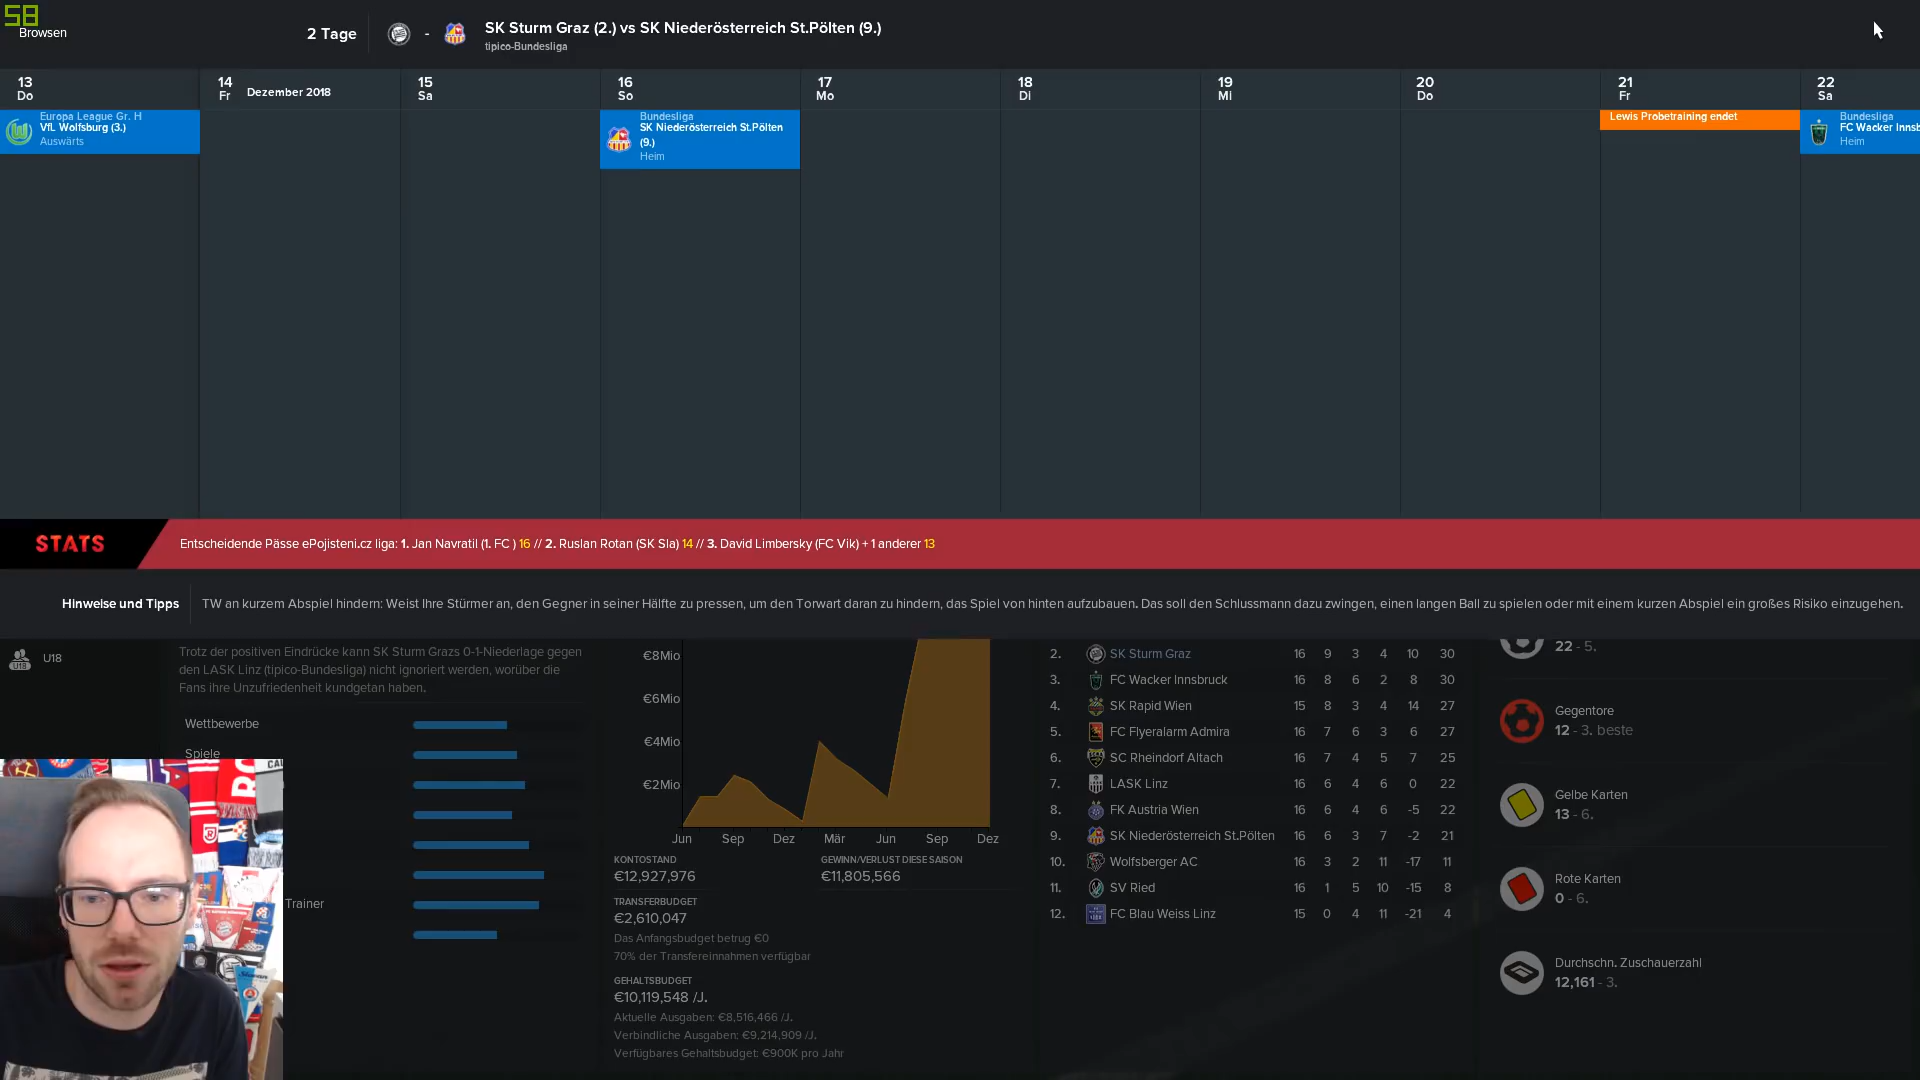 58
Browsen
2 Tage
-
SK Sturm Graz (2.) vs SK Niederösterreich St.Pölten (9.)
tipico-Bundesliga
13
Do
14
Fr
Dezember 2018
15
Sa
16
So
17
Mo
18
Di
19
Mi
20
Do
21
Fr
22
Sa
Europa League Gr. H
VfL Wolfsburg (3.)
Auswärts
Bundesliga
SK Niederösterreich St.Pölten
(9.)
Heim
Lewis Probetraining endet
Bundesliga
FC Wacker Innsb
Heim
STATS
Entscheidende Pässe ePojisteni.cz liga: 1. Jan Navratil (1. FC ) 16 // 2. Ruslan Rotan (SK Sla) 14 // 3. David Limbersky (FC Vik) + 1 anderer 13
Hinweise und Tipps
TW an kurzem Abspiel hindern: Weist Ihre Stürmer an, den Gegner in seiner Hälfte zu pressen, um den Torwart daran zu hindern, das Spiel von hinten aufzubauen. Das soll den Schlussmann dazu zwingen, einen langen Ball zu spielen oder mit einem kurzen Abspiel ein großes Risiko einzugehen.
U18
U18
Trotz der positiven Eindrücke kann SK Sturm Grazs 0-1-Niederlage gegen
den LASK Linz (tipico-Bundesliga) nicht ignoriert werden, worüber die
Fans ihre Unzufriedenheit kundgetan haben.
Wettbewerbe
Spiele
Trainer
€8Mio
€6Mio
€4Mio
€2Mio
Jun Sep Dez Mär Jun Sep Dez
KONTOSTAND
€12,927,976
GEWINN/VERLUST DIESE SAISON
€11,805,566
TRANSFERBUDGET
€2,610,047
Das Anfangsbudget betrug €0
70% der Transfereinnahmen verfügbar
GEHALTSBUDGET
€10,119,548 /J.
Aktuelle Ausgaben: €8,516,466 /J.
Verbindliche Ausgaben: €9,214,909 /J.
Verfügbares Gehaltsbudget: €900K pro Jahr
2. SK Sturm Graz 16 9 3 4 10 30
3. FC Wacker Innsbruck 16 8 6 2 8 30
4. SK Rapid Wien 15 8 3 4 14 27
5. FC Flyeralarm Admira 16 7 6 3 6 27
6. SC Rheindorf Altach 16 7 4 5 7 25
7. LASK Linz 16 6 4 6 0 22
8. FK Austria Wien 16 6 4 6 -5 22
9. SK Niederösterreich St.Pölten 16 6 3 7 -2 21
10. Wolfsberger AC 16 3 2 11 -17 11
11. SV Ried 16 1 5 10 -15 8
12. FC Blau Weiss Linz 15 0 4 11 -21 4
22 - 5.
Gegentore
12 - 3. beste
Gelbe Karten
13 - 6.
Rote Karten
0 - 6.
Durchschn. Zuschauerzahl
12,161 - 3.